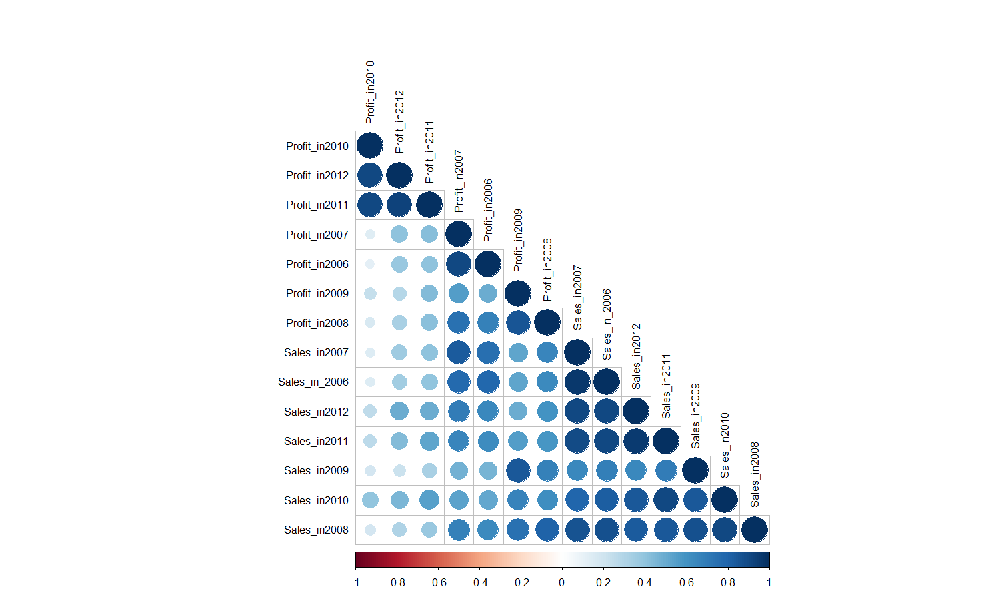 Profit_in2010
Profit_in2012
Profit_in2011
Profit_in2007
Profit_in2006
Profit_in2009
Profit_in2008
Sales_in2007
Sales_in_2006
Sales_in2012
Sales_in2011
Sales_in2009
Sales_in2010
Sales_in2008
Profit_in2010
Profit_in2012
Profit_in2011
Profit_in2007
Profit_in2006
Profit_in2009
Profit_in2008
Sales_in2007
Sales_in_2006
Sales_in2012
Sales_in2011
Sales_in2009
Sales_in2010
Sales_in2008
-1 -0.8 -0.6 -0.4 -0.2 0 0.2 0.4 0.6 0.8 1